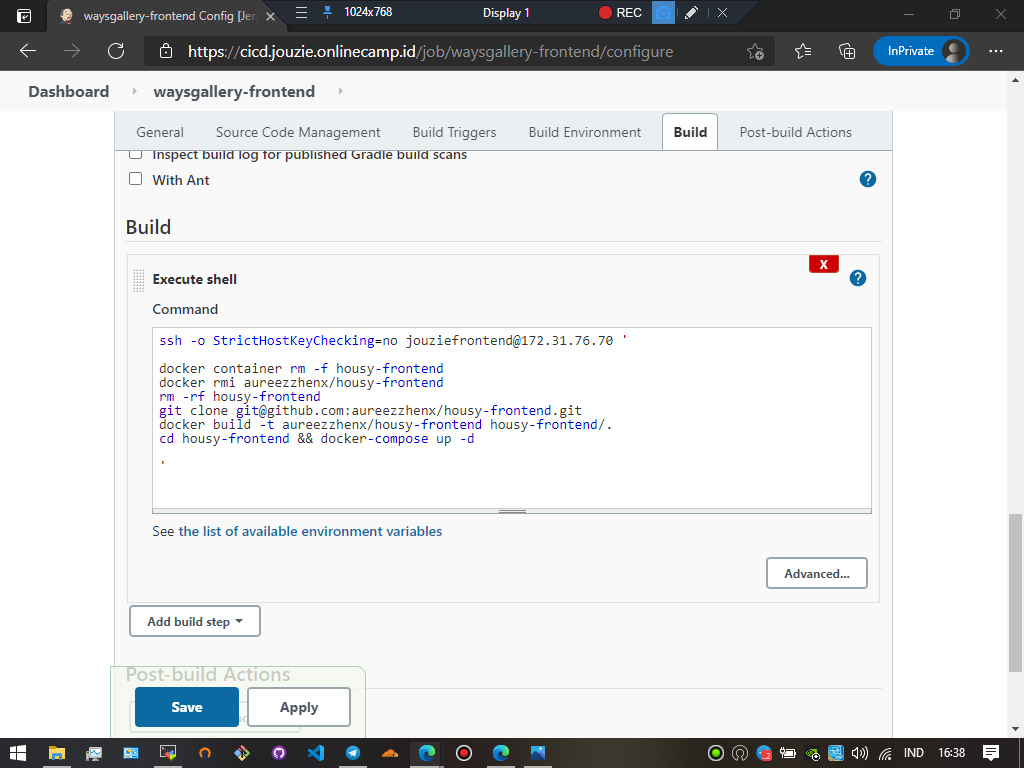 1024x768
Display 1
REC
waysgallery-frontend Config [Jen
https://cicd.jouzie.onlinecamp.id/job/waysgallery-frontend/configure
InPrivate
Dashboard
waysgallery-frontend
General
Source Code Management
Build Triggers
Build Environment
Build
Post-build Actions
Inspect build log for published Gradle build scans
With Ant
?
Build
X
Execute shell
?
Command
ssh -o StrictHostKeyChecking=no jouziefrontend@172.31.76.70 '
docker container rm -f housy-frontend
docker rmi aureezzhenx/housy-frontend
rm -rf housy-frontend
git clone git@github.com:aureezzhenx/housy-frontend.git
docker build -t aureezzhenx/housy-frontend housy-frontend/.
cd housy-frontend && docker-compose up -d
'
See the list of available environment variables
Advanced...
Add build step
Post-build Actions
Save
Apply
IND
16:38